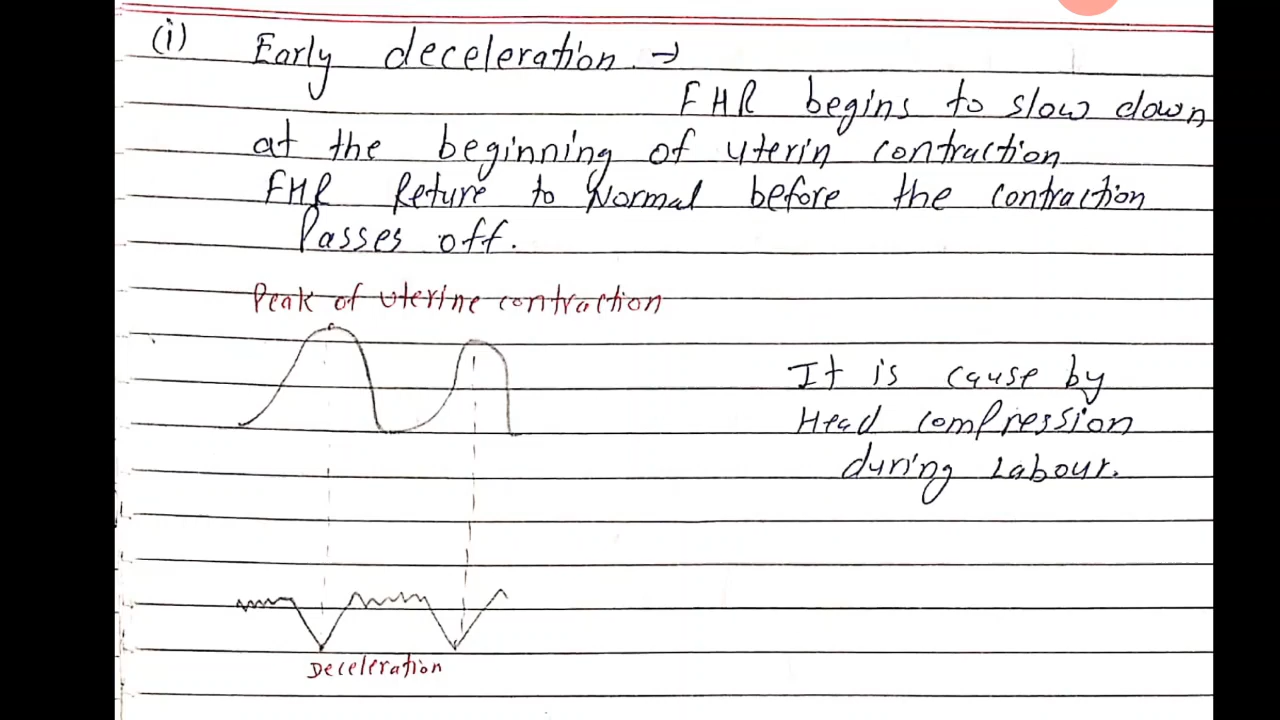 (i) Early deceleration →
FHR begins to slow down
at the beginning of uterin contraction
FHR Reture to Normal before the contraction
Passes off.
Peak of uterine contraction
It is cause by
Head compression
during Labour.
Deceleration